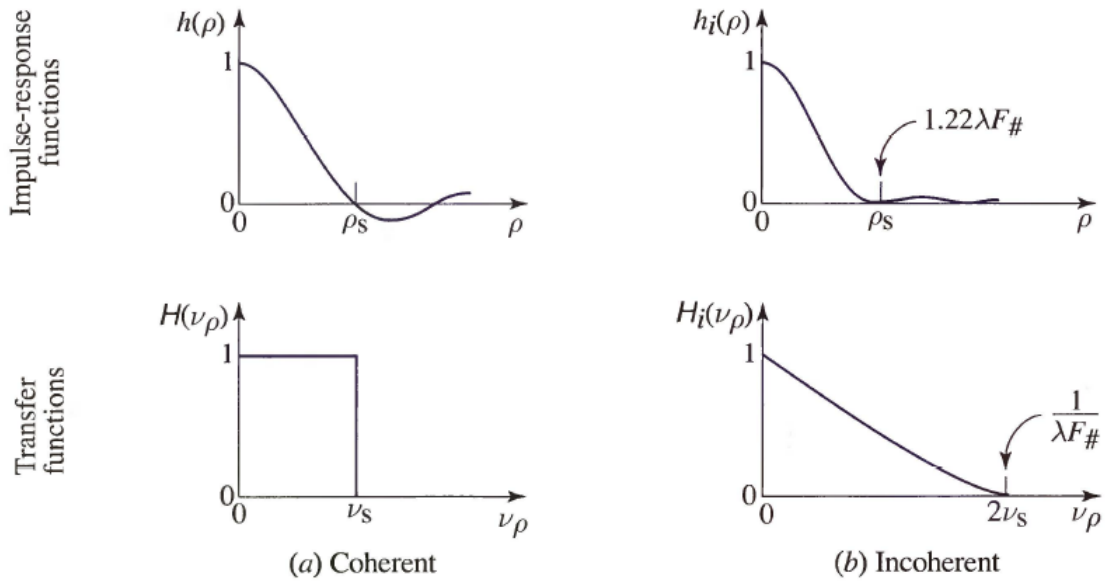 Impulse-response
functions
h(ρ)
1
0
0
ρs
ρ
hi(ρ)
1
1.22λF#
0
0
ρs
ρ
Transfer
functions
H(νρ)
1
0
0
νs
νρ
(a) Coherent
Hi(νρ)
1
1
λF#
0
0
2νs
νρ
(b) Incoherent